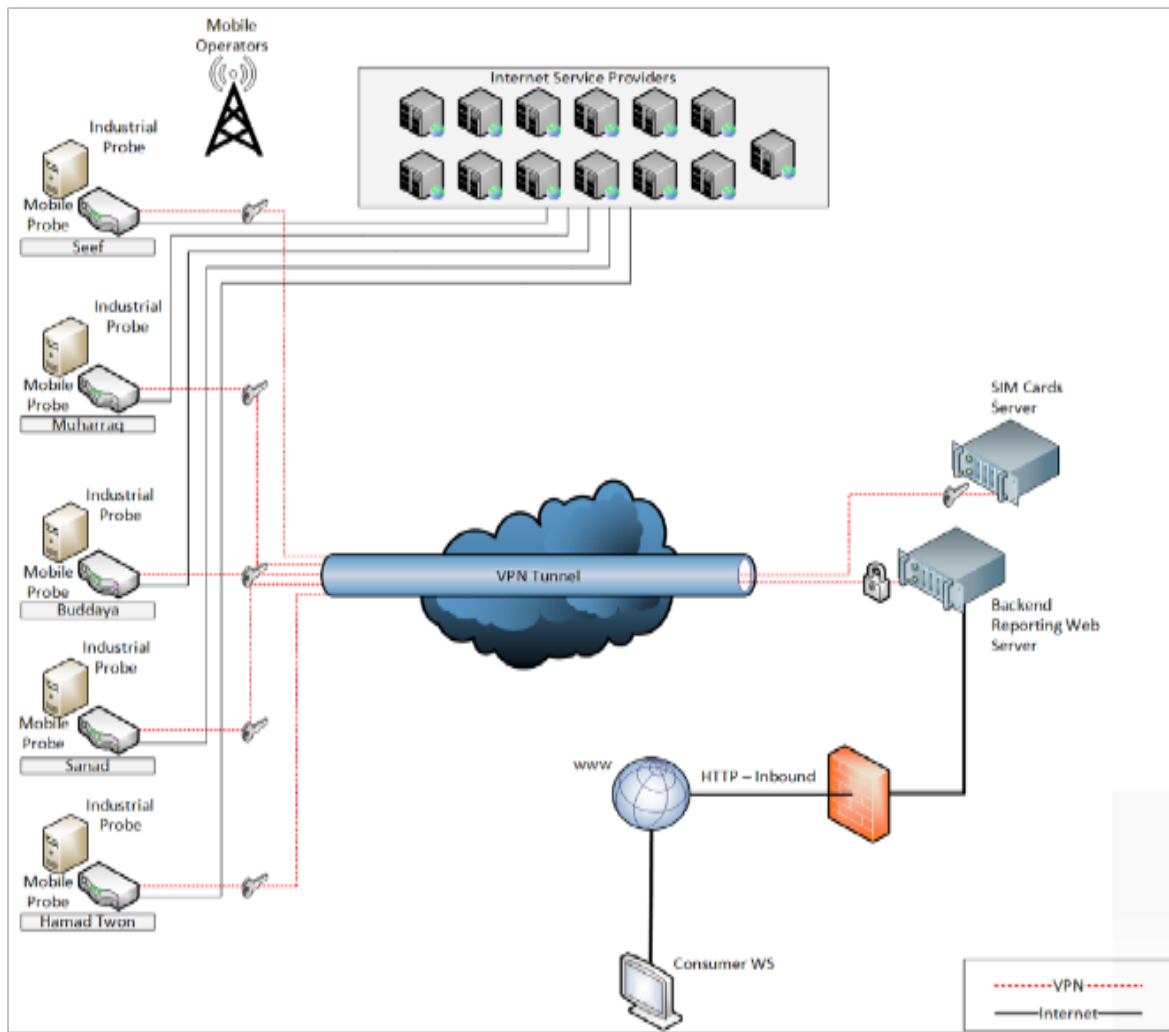 Mobile
Operators
Internet Service Providers
Industrial
Probe
Mobile
Probe
Seef
Industrial
Probe
Mobile
Probe
Muharraq
Industrial
Probe
Mobile
Probe
Buddaya
Industrial
Probe
Mobile
Probe
Sanad
Industrial
Probe
Mobile
Probe
Hamad Twon
VPN Tunnel
SIM Cards
Server
Backend
Reporting Web
Server
www
HTTP – Inbound
Consumer WS
VPN
Internet